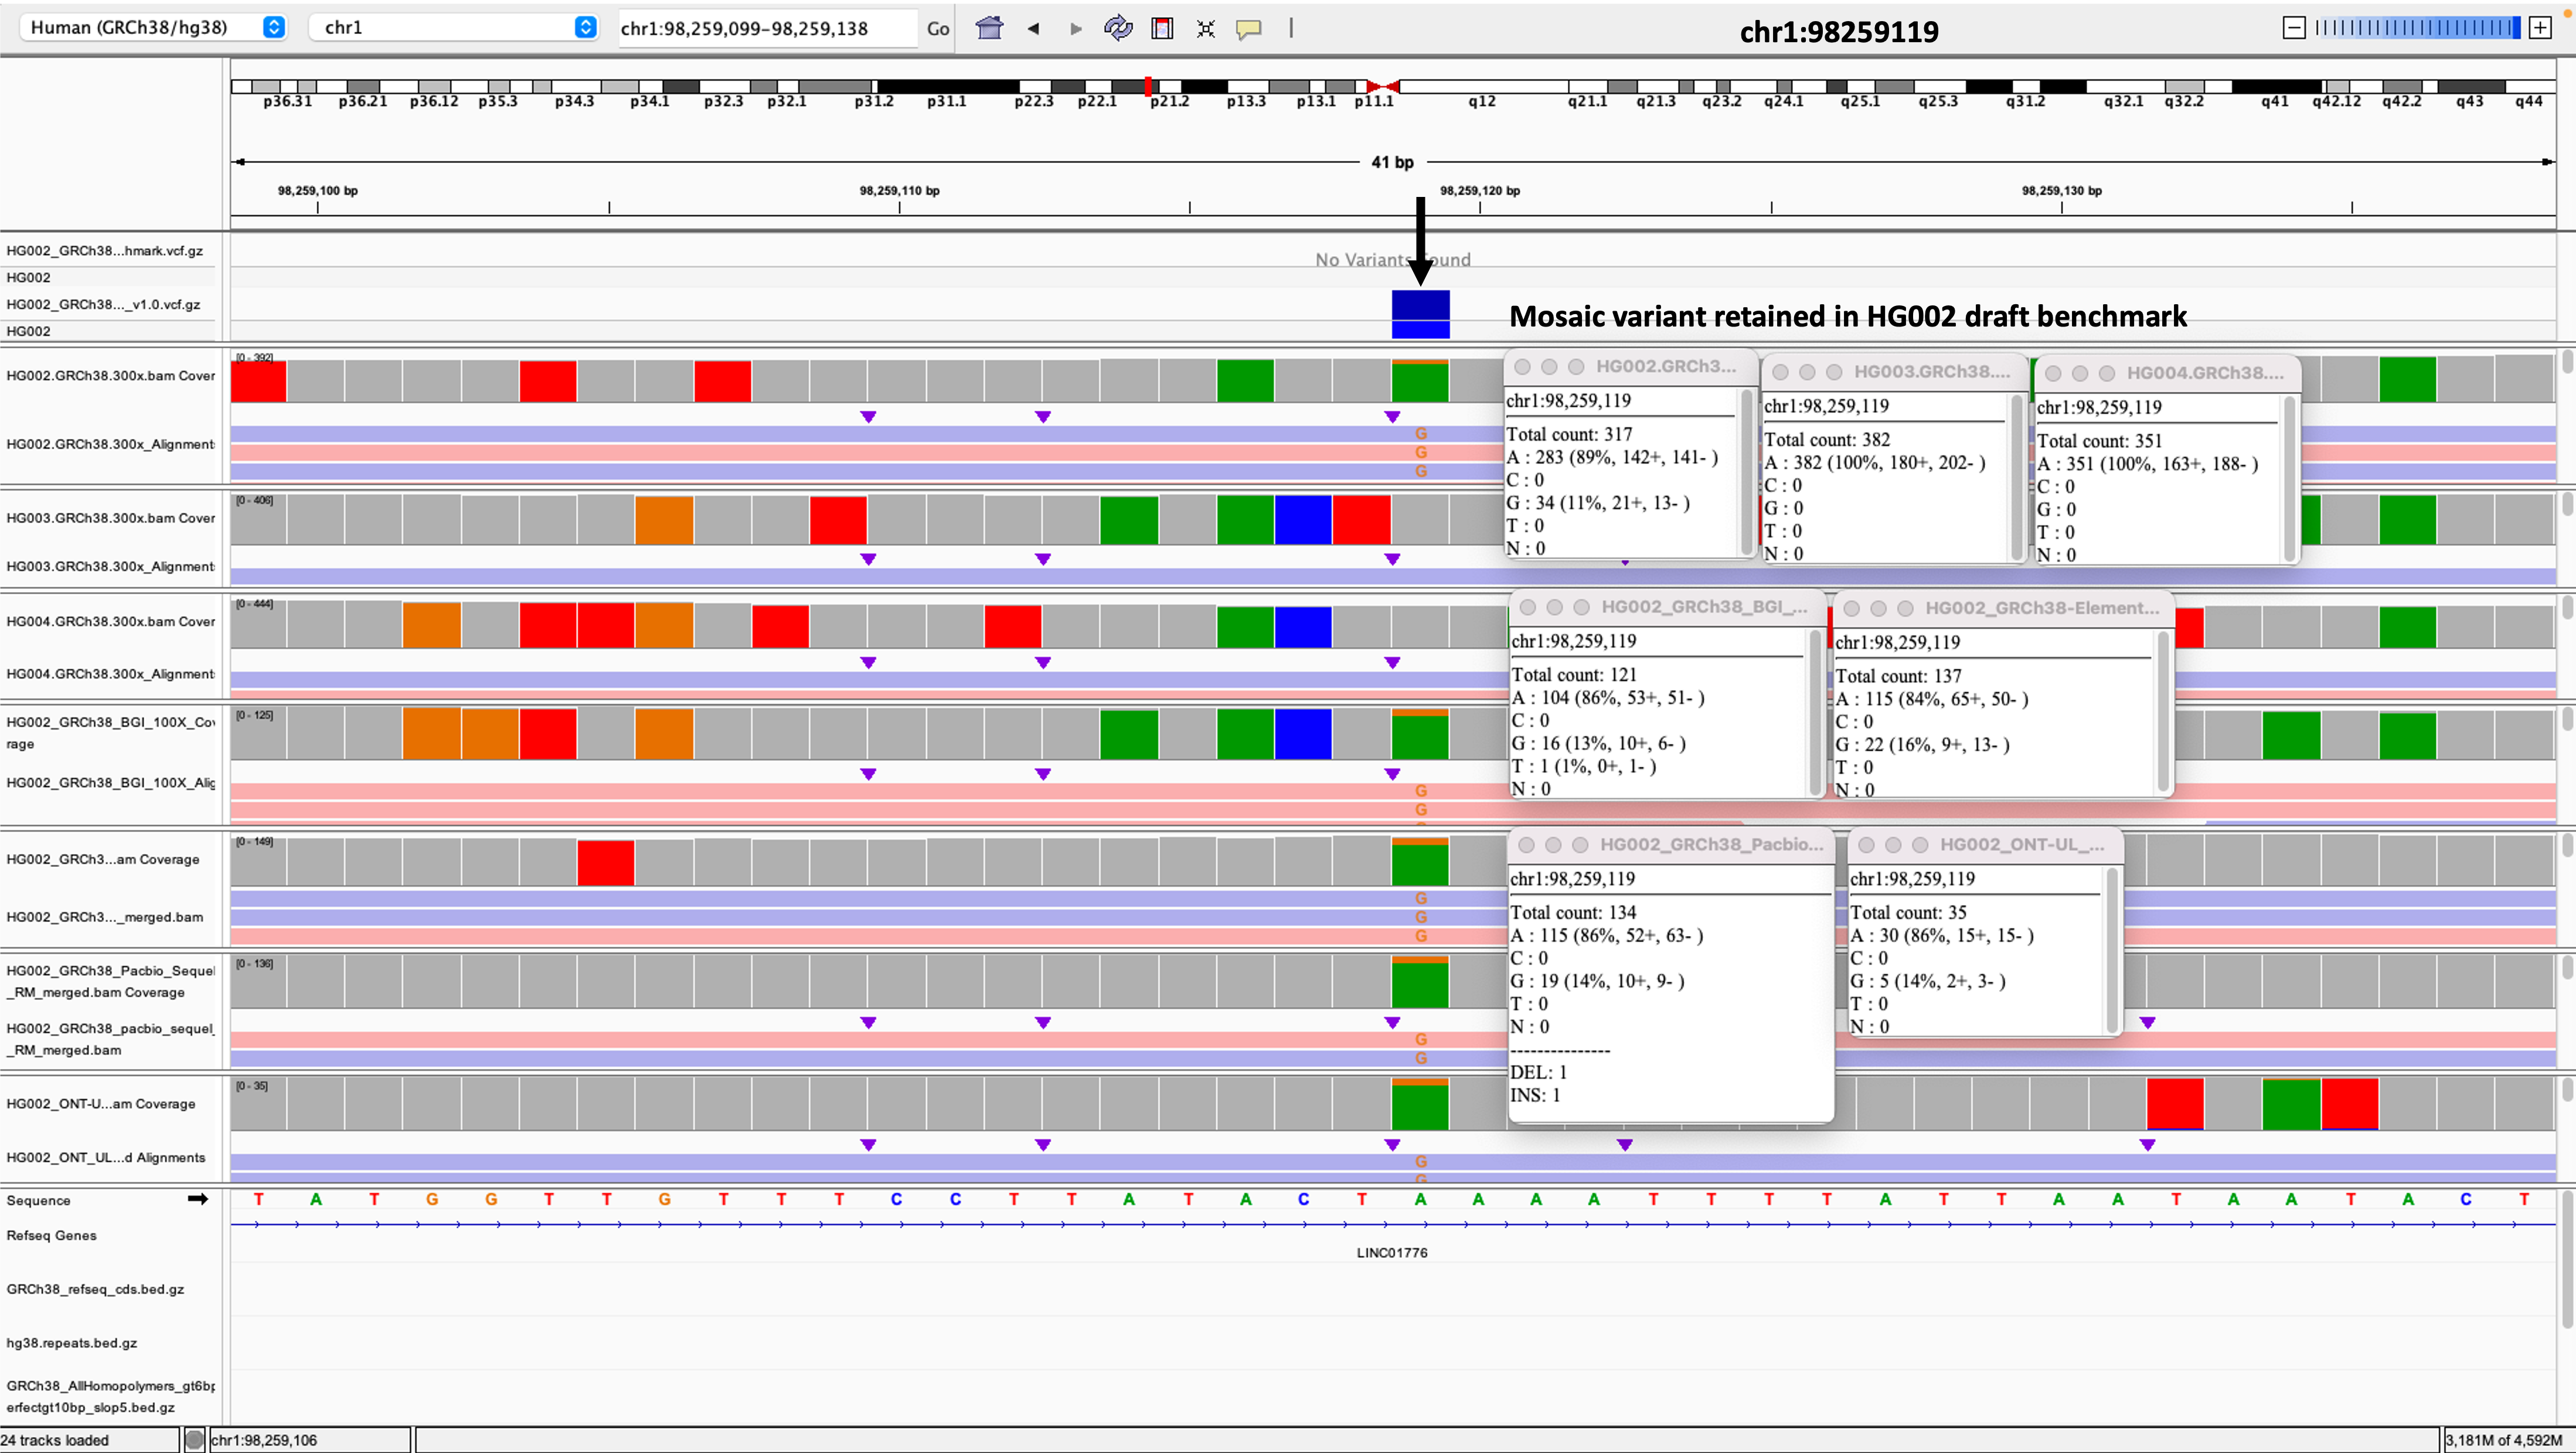 Human (GRCh38/hg38) chr1 chr1:98,259,099-98,259,138 Go chr1:98259119
p36.31 p36.21 p36.12 p35.3 p34.3 p34.1 p32.3 p32.1 p31.2 p31.1 p22.3 p22.1 p21.2 p13.3 p13.1 p11.1 q12 q21.1 q21.3 q23.2 q24.1 q25.1 q25.3 q31.2 q32.1 q32.2 q41 q42.12 q42.2 q43 q44
41 bp
98,259,100 bp 98,259,110 bp 98,259,120 bp 98,259,130 bp
HG002_GRCh38...hmark.vcf.gz
No Variants Found
HG002
HG002_GRCh38..._v1.0.vcf.gz
Mosaic variant retained in HG002 draft benchmark
HG002
HG002.GRCh38.300x.bam Cover
[0 - 392]
HG002.GRCh38.300x_Alignment
G
G
G
HG002.GRCh3...
chr1:98,259,119
Total count: 317
A : 283 (89%, 142+, 141- )
C : 0
G : 34 (11%, 21+, 13- )
T : 0
N : 0
HG003.GRCh38....
chr1:98,259,119
Total count: 382
A : 382 (100%, 180+, 202- )
C : 0
G : 0
T : 0
N : 0
HG004.GRCh38....
chr1:98,259,119
Total count: 351
A : 351 (100%, 163+, 188- )
C : 0
G : 0
T : 0
N : 0
HG003.GRCh38.300x.bam Cover
[0 - 406]
HG003.GRCh38.300x_Alignment
HG004.GRCh38.300x.bam Cover
[0 - 444]
HG004.GRCh38.300x_Alignment
HG002_GRCh38_BGI_...
chr1:98,259,119
Total count: 121
A : 104 (86%, 53+, 51- )
C : 0
G : 16 (13%, 10+, 6- )
T : 1 (1%, 0+, 1- )
N : 0
HG002_GRCh38-Element...
chr1:98,259,119
Total count: 137
A : 115 (84%, 65+, 50- )
C : 0
G : 22 (16%, 9+, 13- )
T : 0
N : 0
HG002_GRCh38_BGI_100X_Cov
rage
[0 - 125]
HG002_GRCh38_BGI_100X_Alig
G
G
HG002_GRCh3...am Coverage
[0 - 149]
HG002_GRCh3..._merged.bam
G
G
G
HG002_GRCh38_Pacbio...
chr1:98,259,119
Total count: 134
A : 115 (86%, 52+, 63- )
C : 0
G : 19 (14%, 10+, 9- )
T : 0
N : 0
---------------
DEL: 1
INS: 1
HG002_ONT-UL_...
chr1:98,259,119
Total count: 35
A : 30 (86%, 15+, 15- )
C : 0
G : 5 (14%, 2+, 3- )
T : 0
N : 0
HG002_GRCh38_Pacbio_Sequel
_RM_merged.bam Coverage
[0 - 136]
HG002_GRCh38_pacbio_sequel_
_RM_merged.bam
G
G
HG002_ONT-U...am Coverage
[0 - 35]
HG002_ONT_UL...d Alignments
G
G
Sequence T A T G G T T G T T T C C T T A T A C T A A A A T T T T A T T A A T A A T A C T
Refseq Genes
LINC01776
GRCh38_refseq_cds.bed.gz
hg38.repeats.bed.gz
GRCh38_AllHomopolymers_gt6bp
erfectgt10bp_slop5.bed.gz
24 tracks loaded chr1:98,259,106 3,181M of 4,592M